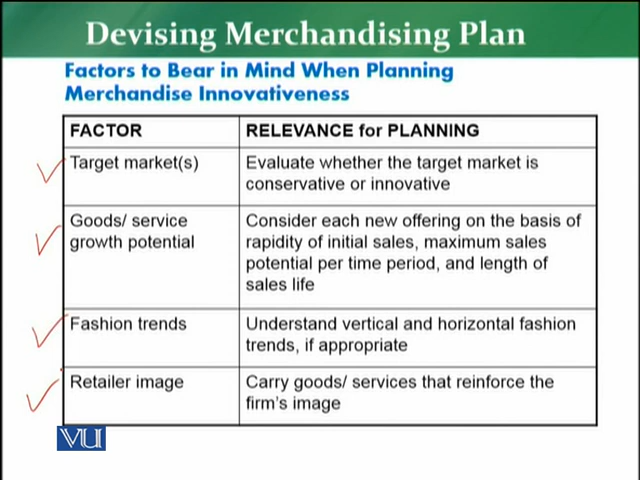 Devising Merchandising Plan
Factors to Bear in Mind When Planning
Merchandise Innovativeness
FACTOR
RELEVANCE for PLANNING
Target market(s)
Evaluate whether the target market is
conservative or innovative
Goods/ service
growth potential
Consider each new offering on the basis of
rapidity of initial sales, maximum sales
potential per time period, and length of
sales life
Fashion trends
Understand vertical and horizontal fashion
trends, if appropriate
Retailer image
Carry goods/ services that reinforce the
firm's image
VU